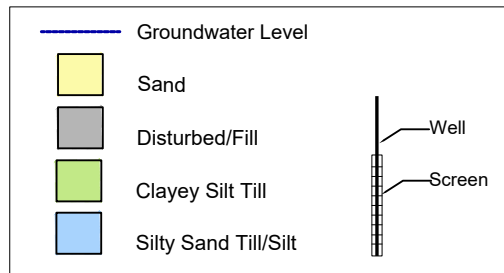 Groundwater Level
Sand
Disturbed/Fill
Clayey Silt Till
Silty Sand Till/Silt
Well
Screen